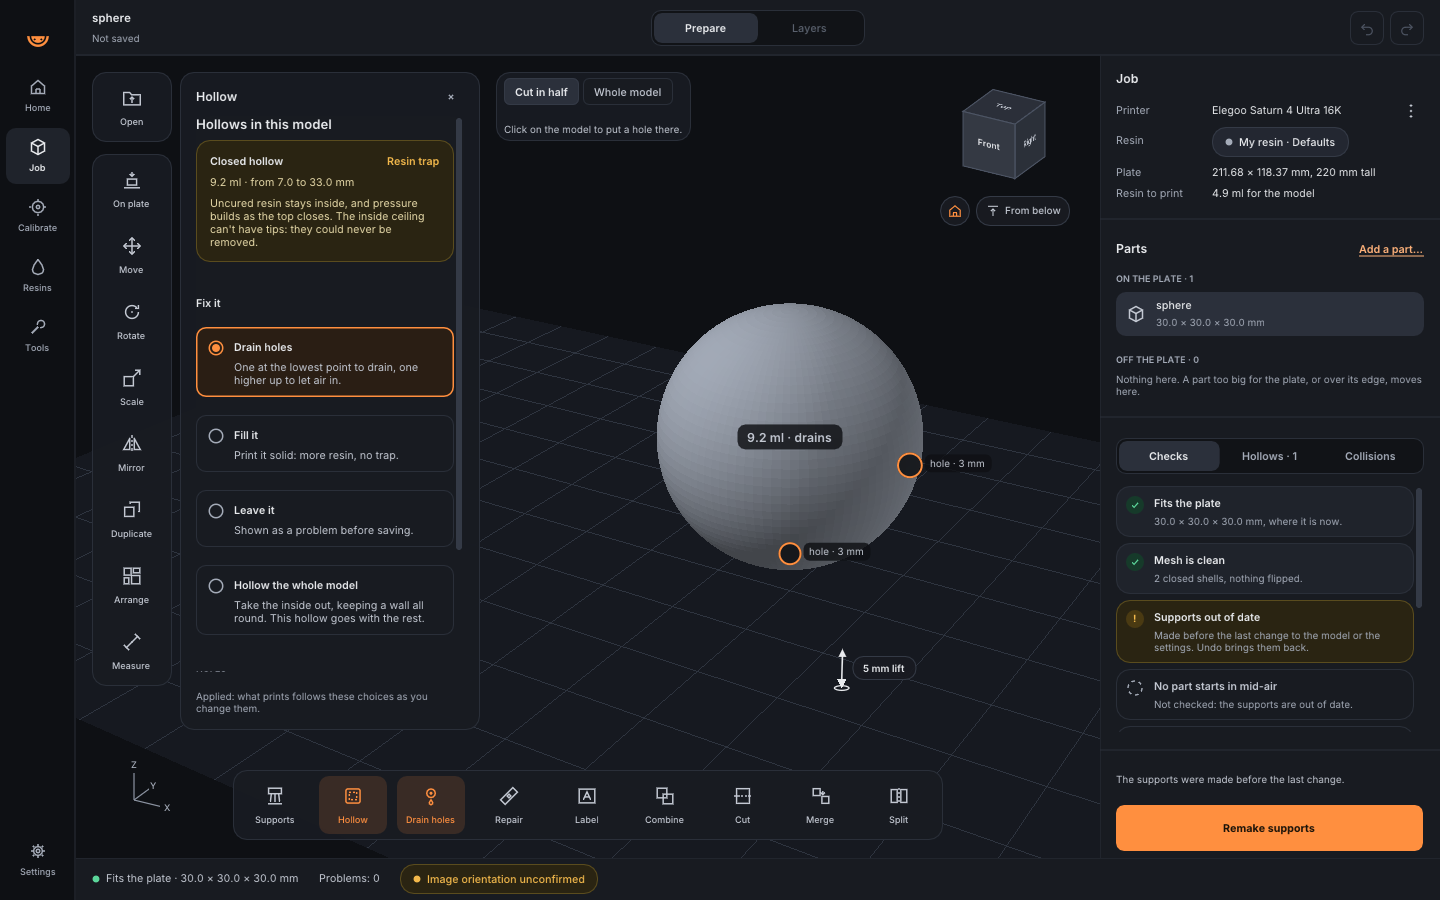 sphere
Not saved
Prepare
Layers
Home
Job
Calibrate
Resins
Tools
Settings
Open
On plate
Move
Rotate
Scale
Mirror
Duplicate
Arrange
Measure
Hollow
×
Hollows in this model
Closed hollow
Resin trap
9.2 ml · from 7.0 to 33.0 mm
Uncured resin stays inside, and pressure
builds as the top closes. The inside ceiling
can't have tips: they could never be
removed.
Fix it
Drain holes
One at the lowest point to drain, one
higher up to let air in.
Fill it
Print it solid: more resin, no trap.
Leave it
Shown as a problem before saving.
Hollow the whole model
Take the inside out, keeping a wall all
round. This hollow goes with the rest.
Applied: what prints follows these choices as you
change them.
Cut in half
Whole model
Click on the model to put a hole there.
Top
Front
Right
From below
9.2 ml · drains
hole · 3 mm
hole · 3 mm
5 mm lift
Z
Y
X
Supports
Hollow
Drain holes
Repair
Label
Combine
Cut
Merge
Split
Job
Printer
Elegoo Saturn 4 Ultra 16K
Resin
My resin · Defaults
Plate
211.68 × 118.37 mm, 220 mm tall
Resin to print
4.9 ml for the model
Parts
Add a part...
ON THE PLATE · 1
sphere
30.0 × 30.0 × 30.0 mm
OFF THE PLATE · 0
Nothing here. A part too big for the plate, or over its edge, moves
here.
Checks
Hollows · 1
Collisions
Fits the plate
30.0 × 30.0 × 30.0 mm, where it is now.
Mesh is clean
2 closed shells, nothing flipped.
Supports out of date
Made before the last change to the model or the
settings. Undo brings them back.
No part starts in mid-air
Not checked: the supports are out of date.
The supports were made before the last change.
Remake supports
Fits the plate · 30.0 × 30.0 × 30.0 mm
Problems: 0
Image orientation unconfirmed